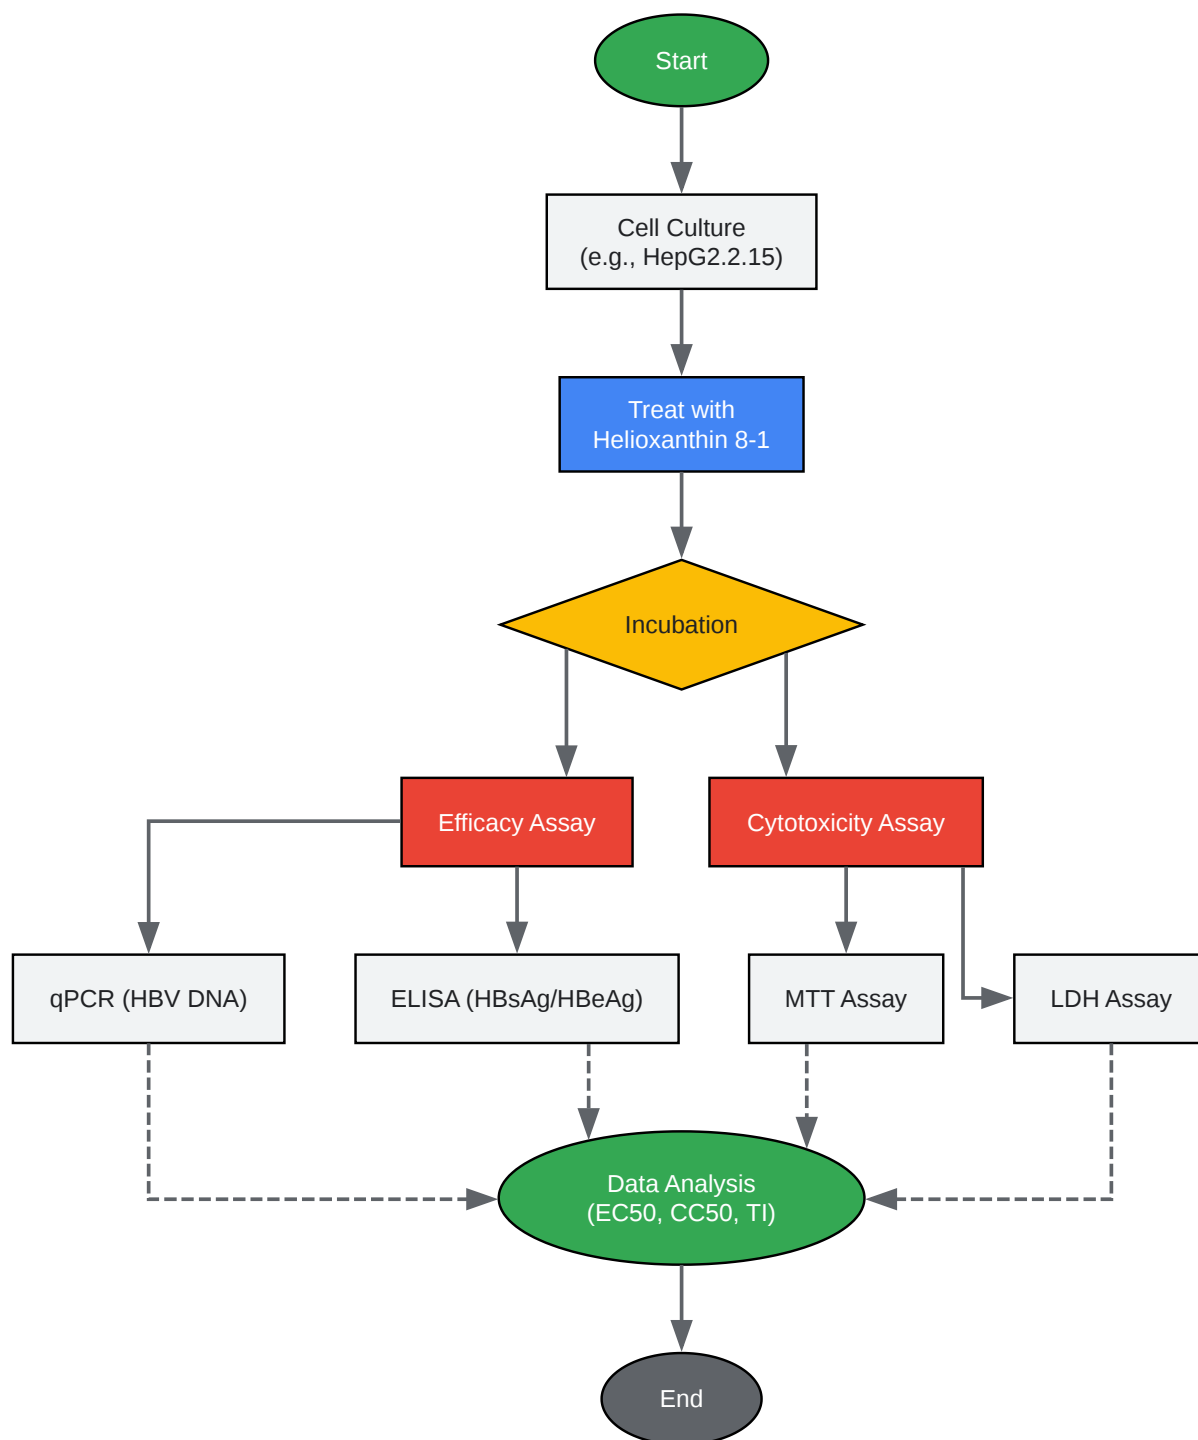 Start
Cell Culture
(e.g., HepG2.2.15)
Treat with
Helioxanthin 8-1
Incubation
Efficacy Assay
Cytotoxicity Assay
qPCR (HBV DNA)
ELISA (HBsAg/HBeAg)
MTT Assay
LDH Assay
Data Analysis
(EC50, CC50, TI)
End